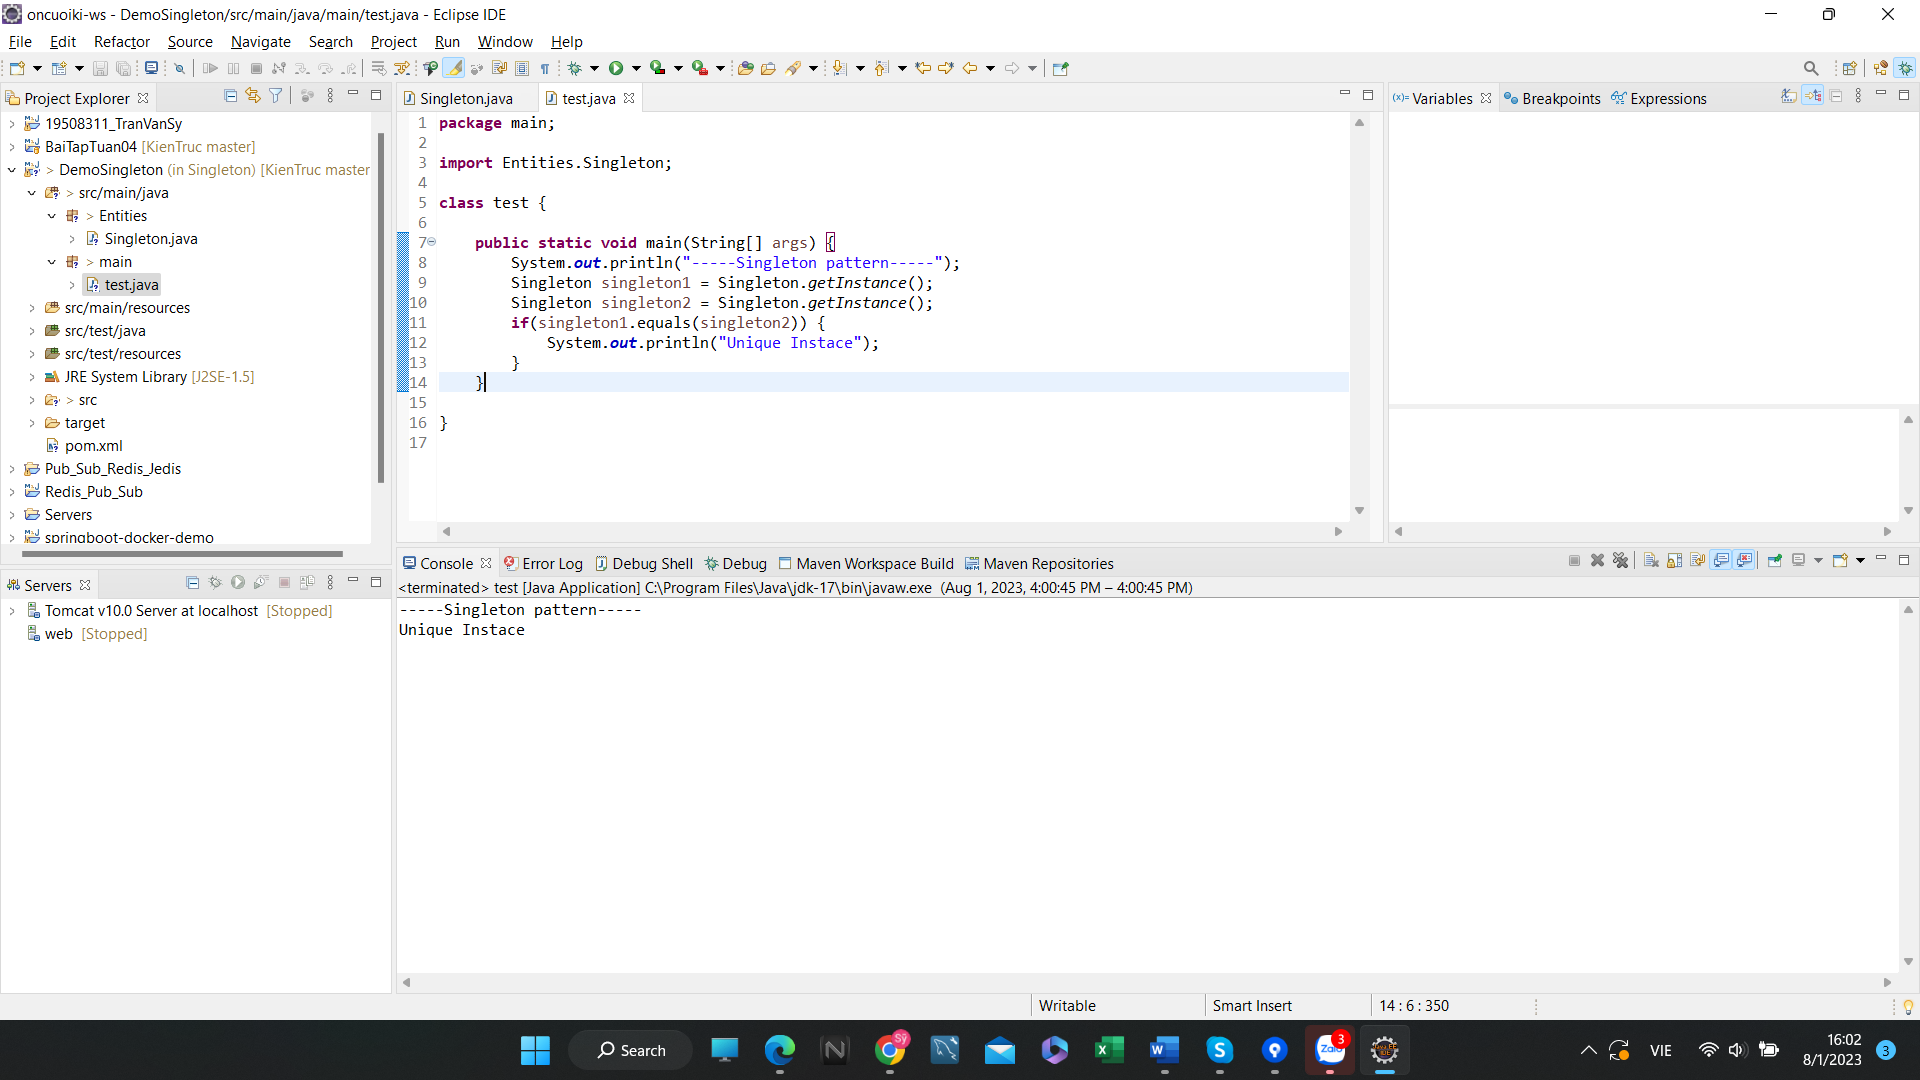 oncuoiki-ws - DemoSingleton/src/main/java/main/test.java - Eclipse IDE
File Edit Refactor Source Navigate Search Project Run Window Help
Project Explorer
19508311_TranVanSy
BaiTapTuan04 [KienTruc master]
> DemoSingleton (in Singleton) [KienTruc master
> src/main/java
> Entities
Singleton.java
> main
test.java
src/main/resources
src/test/java
src/test/resources
JRE System Library [J2SE-1.5]
> src
target
pom.xml
Pub_Sub_Redis_Jedis
Redis_Pub_Sub
Servers
springboot-docker-demo
Servers
Tomcat v10.0 Server at localhost [Stopped]
web [Stopped]
Singleton.java test.java
1 package main;
2
3 import Entities.Singleton;
4
5 class test {
6
7 public static void main(String[] args) {
8 System.out.println("-----Singleton pattern-----");
9 Singleton singleton1 = Singleton.getInstance();
10 Singleton singleton2 = Singleton.getInstance();
11 if(singleton1.equals(singleton2)) {
12 System.out.println("Unique Instace");
13 }
14 }
15
16 }
17
(x)= Variables Breakpoints Expressions
Console Error Log Debug Shell Debug Maven Workspace Build Maven Repositories
<terminated> test [Java Application] C:\Program Files\Java\jdk-17\bin\javaw.exe (Aug 1, 2023, 4:00:45 PM – 4:00:45 PM)
-----Singleton pattern-----
Unique Instace
Writable Smart Insert 14 : 6 : 350
Search
Sỹ
Zalo
3
VIE
16:02
8/1/2023
3